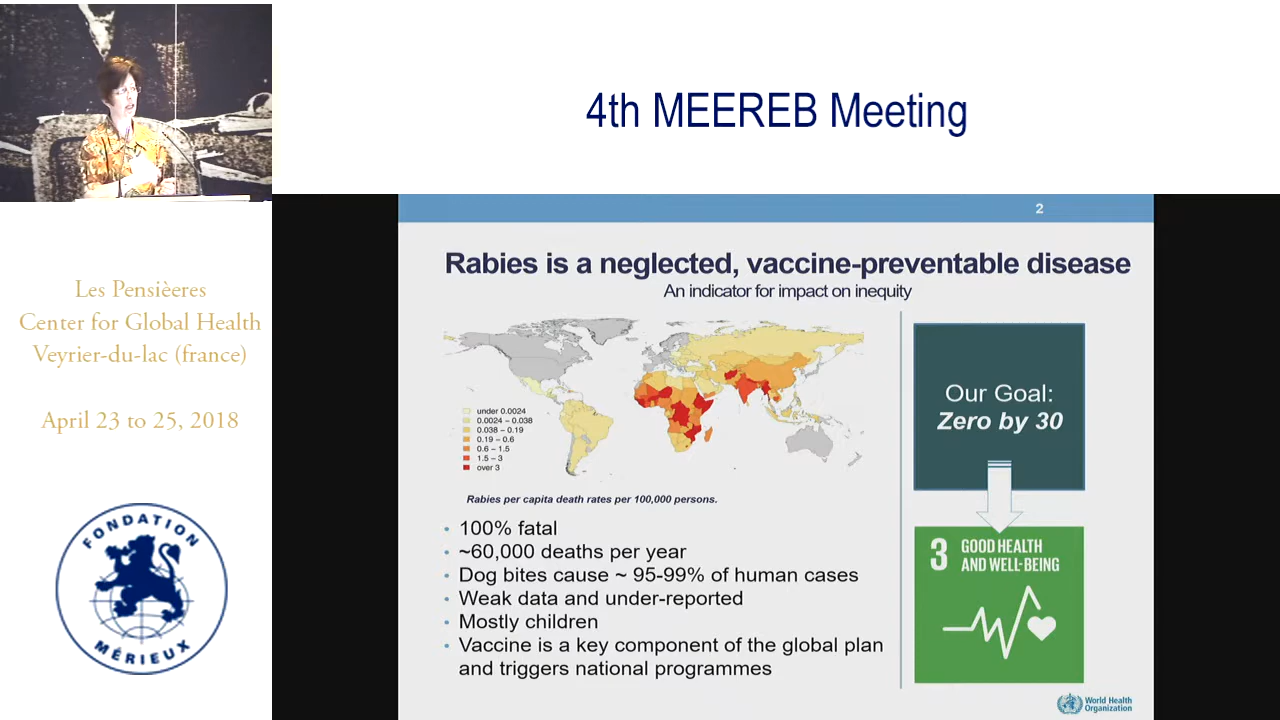 4th MEEREB Meeting
Les Pensièeres
Center for Global Health
Veyrier-du-lac (france)
April 23 to 25, 2018
FONDATION
MÉRIEUX
2
Rabies is a neglected, vaccine-preventable disease
An indicator for impact on inequity
under 0.0024
0.0024 – 0.038
0.038 – 0.19
0.19 – 0.6
0.6 – 1.5
1.5 – 3
over 3
Rabies per capita death rates per 100,000 persons.
• 100% fatal
• ~60,000 deaths per year
• Dog bites cause ~ 95-99% of human cases
• Weak data and under-reported
• Mostly children
• Vaccine is a key component of the global plan
and triggers national programmes
Our Goal:
Zero by 30
3 GOOD HEALTH
AND WELL-BEING
World Health
Organization